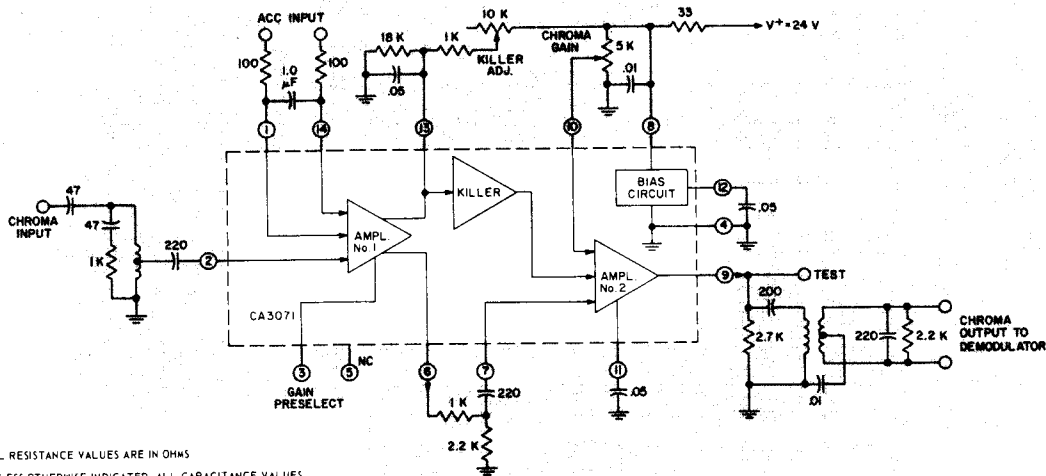 ACC INPUT
10 K
33
V+= 24 V
18 K
1 K
CHROMA GAIN
5 K
100
1.0 µF
100
.05
KILLER ADJ.
.01
1
14
13
10
8
BIAS CIRCUIT
12
.05
KILLER
4
47
CHROMA INPUT
47
220
2
1 K
AMPL. No. 1
AMPL. No. 2
9
TEST
200
CA3071
2.7 K
220
2.2 K
CHROMA OUTPUT TO DEMODULATOR
3
5
NC
6
7
11
.01
GAIN PRESELECT
220
.05
1 K
2.2 K
L RESISTANCE VALUES ARE IN OHMS